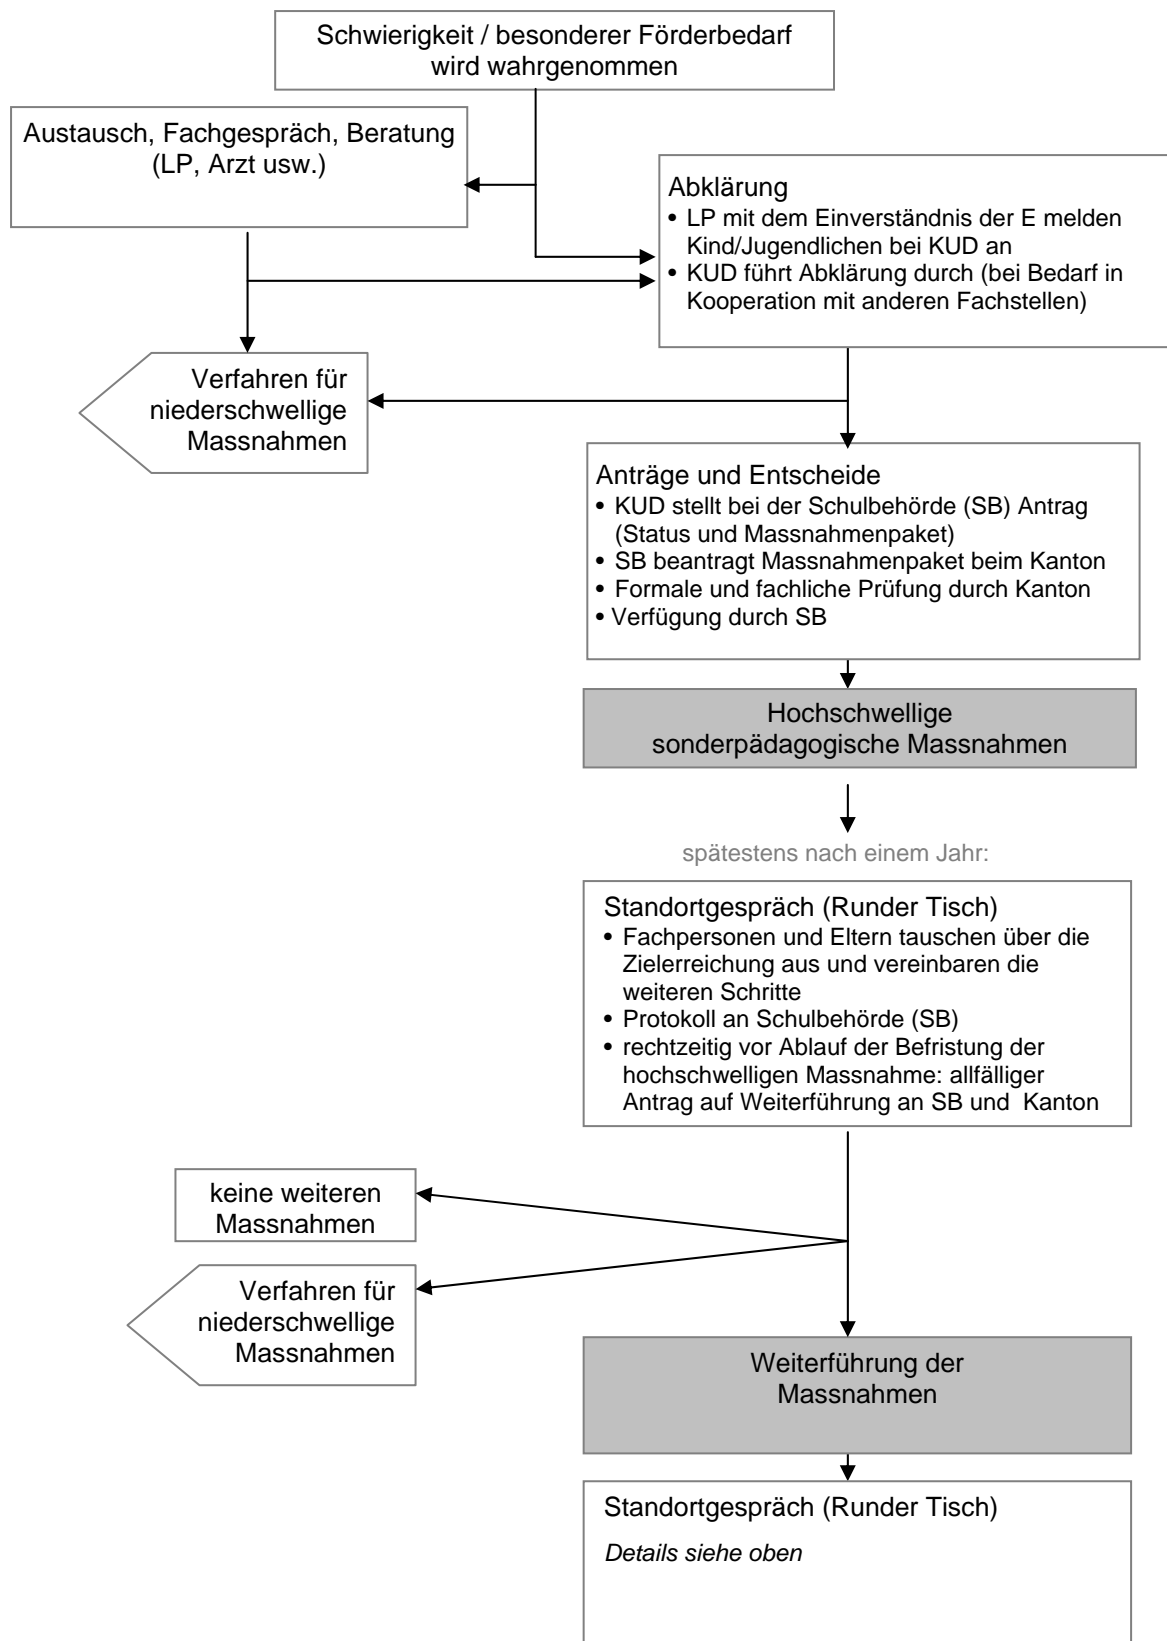 Schwierigkeit / besonderer Förderbedarf
wird wahrgenommen
Austausch, Fachgespräch, Beratung
(LP, Arzt usw.)
Abklärung
• LP mit dem Einverständnis der E melden
Kind/Jugendlichen bei KUD an
• KUD führt Abklärung durch (bei Bedarf in
Kooperation mit anderen Fachstellen)
Verfahren für
niederschwellige
Massnahmen
Anträge und Entscheide
• KUD stellt bei der Schulbehörde (SB) Antrag
(Status und Massnahmenpaket)
• SB beantragt Massnahmenpaket beim Kanton
• Formale und fachliche Prüfung durch Kanton
• Verfügung durch SB
Hochschwellige
sonderpädagogische Massnahmen
spätestens nach einem Jahr:
Standortgespräch (Runder Tisch)
• Fachpersonen und Eltern tauschen über die
Zielerreichung aus und vereinbaren die
weiteren Schritte
• Protokoll an Schulbehörde (SB)
• rechtzeitig vor Ablauf der Befristung der
hochschwelligen Massnahme: allfälliger
Antrag auf Weiterführung an SB und Kanton
keine weiteren
Massnahmen
Verfahren für
niederschwellige
Massnahmen
Weiterführung der
Massnahmen
Standortgespräch (Runder Tisch)
Details siehe oben